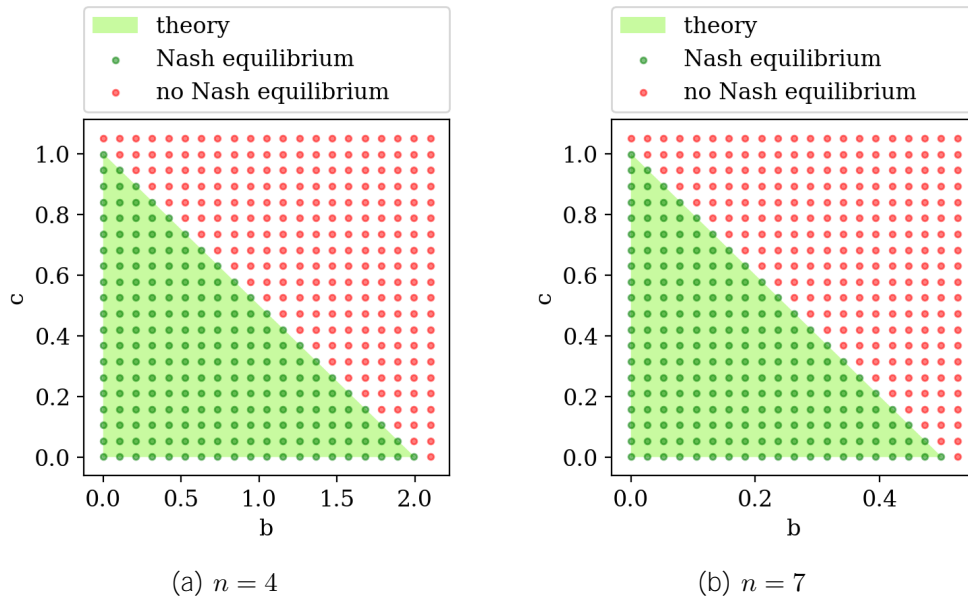 theory
Nash equilibrium
no Nash equilibrium
1.0
0.8
0.6
0.4
0.2
0.0
c
0.0 0.5 1.0 1.5 2.0
b
(a) n = 4
theory
Nash equilibrium
no Nash equilibrium
1.0
0.8
0.6
0.4
0.2
0.0
c
0.0 0.2 0.4
b
(b) n = 7